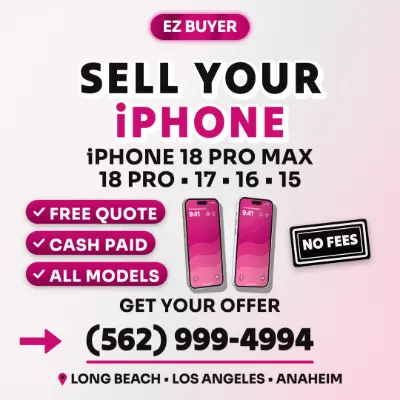 EZ BUYER
SELL YOUR
iPHONE
iPHONE 18 PRO MAX
18 PRO ▪ 17 ▪ 16 ▪ 15
FREE QUOTE
CASH PAID
ALL MODELS
9:41
9:41
NO FEES
GET YOUR OFFER
(562) 999-4994
LONG BEACH ▪ LOS ANGELES ▪ ANAHEIM